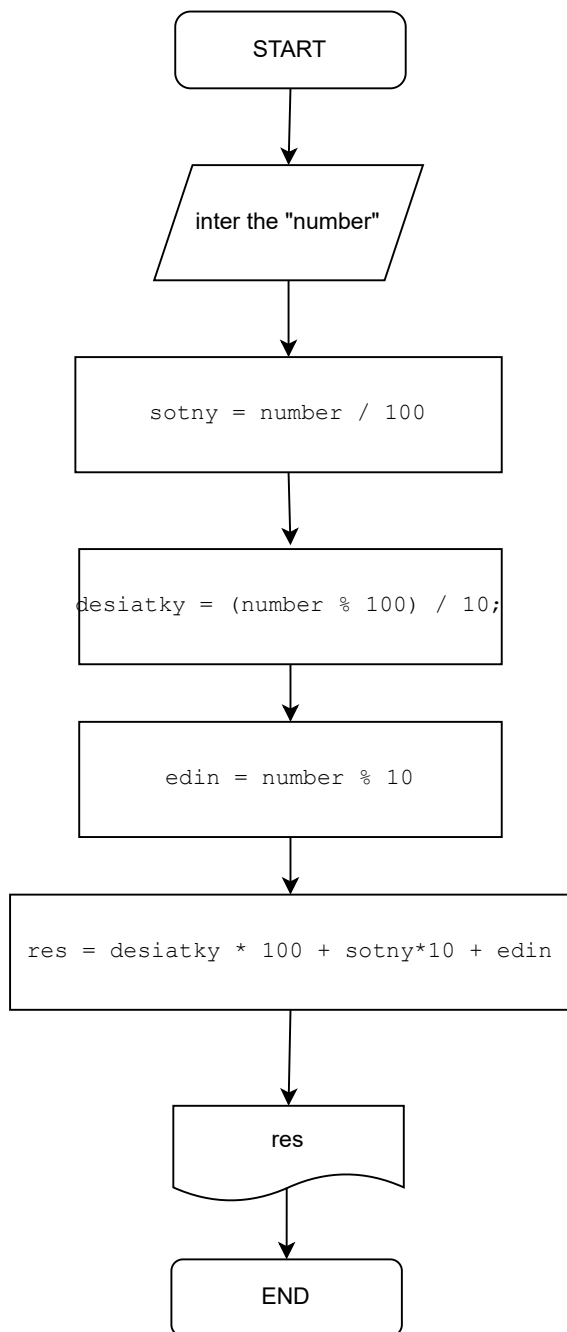 START
inter the "number"
sotny = number / 100
desiatky = (number % 100) / 10;
edin = number % 10
res = desiatky * 100 + sotny*10 + edin
res
END